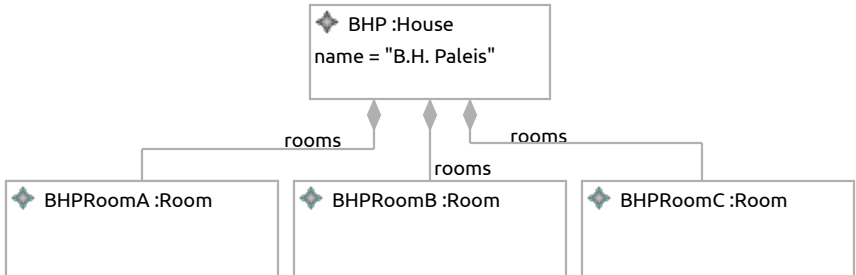 BHP :House
name = "B.H. Paleis"
rooms
rooms
rooms
BHPRoomA :Room
BHPRoomB :Room
BHPRoomC :Room